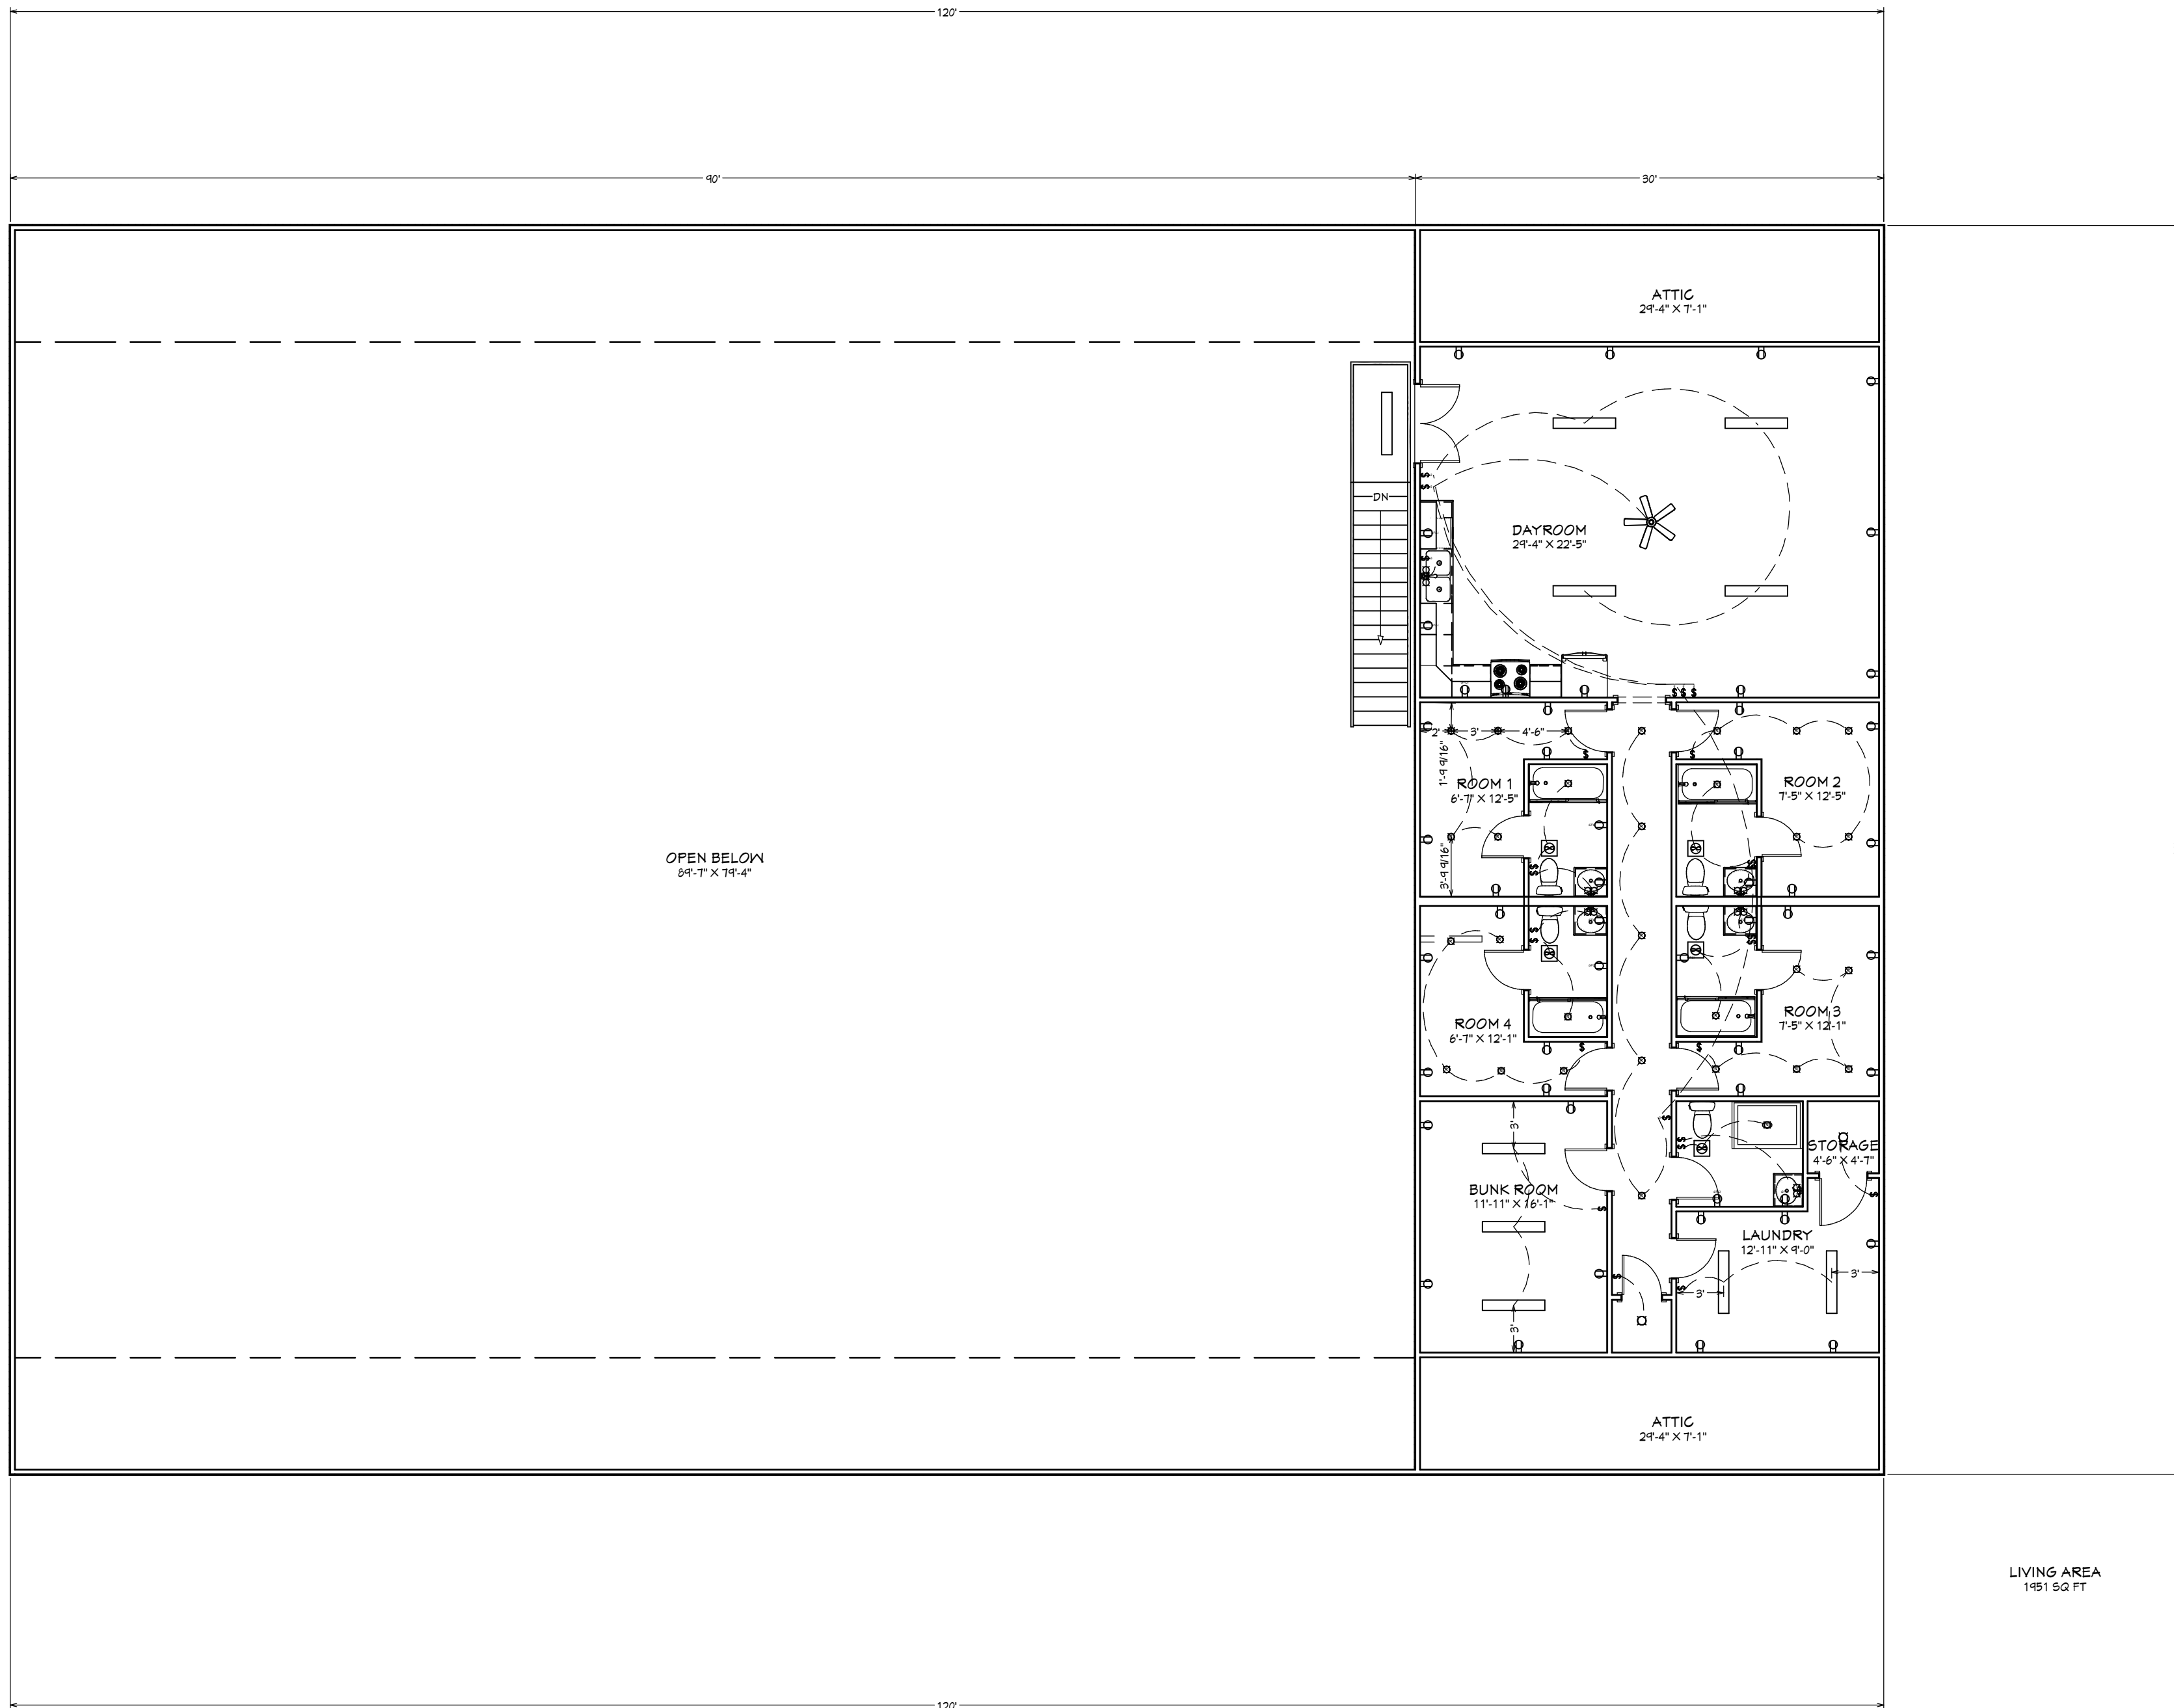 120'
90'
30'
ATTIC
29'-4" X 7'-1"
DN
DAYROOM
29'-4" X 22'-5"
$
$
$
$ $ $
2'
3'
4'-6"
1'-9 9/16"
$
$
ROOM 1
6'-7" X 12'-5"
ROOM 2
7'-5" X 12'-5"
OPEN BELOW
89'-7" X 79'-4"
3'-9 9/16"
$
$
$
$
$
$
$
$
ROOM 4
6'-7" X 12'-1"
ROOM 3
7'-5" X 12'-1"
$
$
3'
$
$
$
STORAGE
4'-6" X 4'-7"
BUNK ROOM
11'-11" X 16'-1"
$
$
LAUNDRY
12'-11" X 9'-0"
3'
$
$
3'
3'
ATTIC
29'-4" X 7'-1"
LIVING AREA
1951 SQ FT
120'